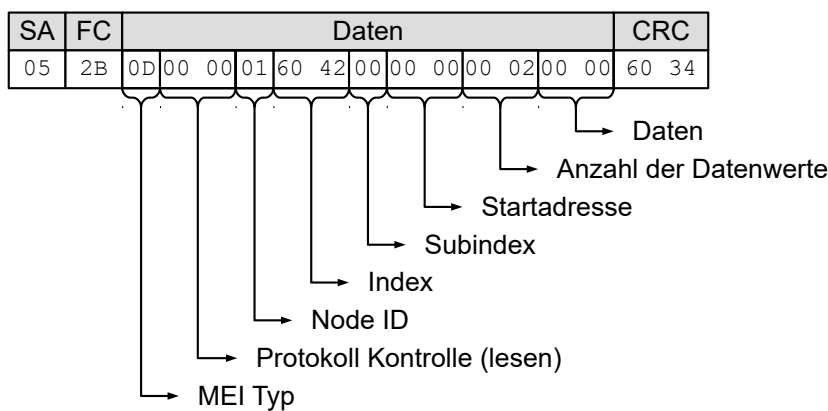 SA FC Daten CRC
05 2B 0D 00 00 01 60 42 00 00 00 00 02 00 00 60 34
Daten
Anzahl der Datenwerte
Startadresse
Subindex
Index
Node ID
Protokoll Kontrolle (lesen)
MEI Typ